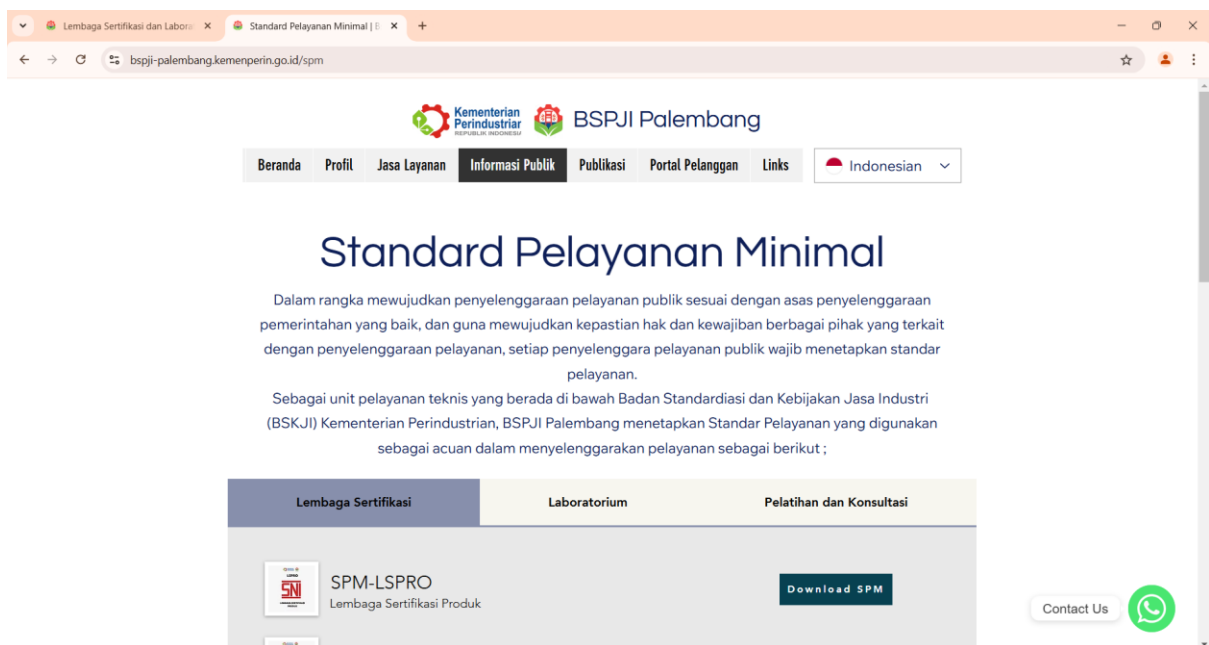 Lembaga Sertifikasi dan Labora
Standard Pelayanan Minimal | B
bspji-palembang.kemenperin.go.id/spm
Kementerian
Perindustrian
REPUBLIK INDONESIA
BSPJI Palembang
Beranda Profil Jasa Layanan Informasi Publik Publikasi Portal Pelanggan Links Indonesian
Standard Pelayanan Minimal
Dalam rangka mewujudkan penyelenggaraan pelayanan publik sesuai dengan asas penyelenggaraan
pemerintahan yang baik, dan guna mewujudkan kepastian hak dan kewajiban berbagai pihak yang terkait
dengan penyelenggaraan pelayanan, setiap penyelenggara pelayanan publik wajib menetapkan standar
pelayanan.
Sebagai unit pelayanan teknis yang berada di bawah Badan Standardiasi dan Kebijakan Jasa Industri
(BSKJI) Kementerian Perindustrian, BSPJI Palembang menetapkan Standar Pelayanan yang digunakan
sebagai acuan dalam menyelenggarakan pelayanan sebagai berikut ;
Lembaga Sertifikasi Laboratorium Pelatihan dan Konsultasi
SNI
SPM-LSPRO
Lembaga Sertifikasi Produk
Download SPM
Contact Us